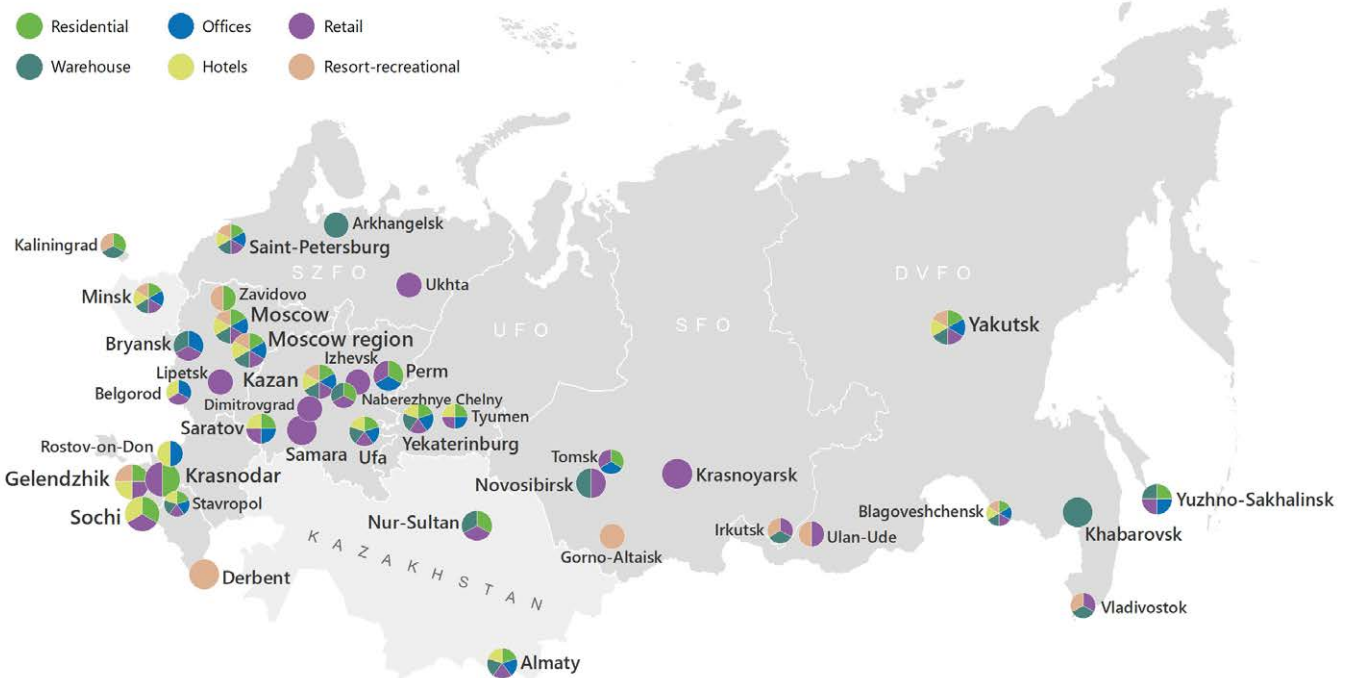 Residential
Offices
Retail
Warehouse
Hotels
Resort-recreational
Arkhangelsk
Kaliningrad
Saint-Petersburg
SZFO
DVFO
Ukhta
Minsk
Zavidovo
Moscow
UFO
SFO
Yakutsk
Bryansk
Moscow region
Izhevsk
Lipetsk
Kazan
Perm
Belgorod
Naberezhnye Chelny
Dimitrovgrad
Tyumen
Saratov
Yekaterinburg
Samara
Ufa
Rostov-on-Don
Tomsk
Gelendzhik
Krasnodar
Krasnoyarsk
Novosibirsk
Stavropol
Yuzhno-Sakhalinsk
Sochi
Blagoveshchensk
Nur-Sultan
Irkutsk
Ulan-Ude
Khabarovsk
Gorno-Altaisk
KAZAKHSTAN
Derbent
Vladivostok
Almaty